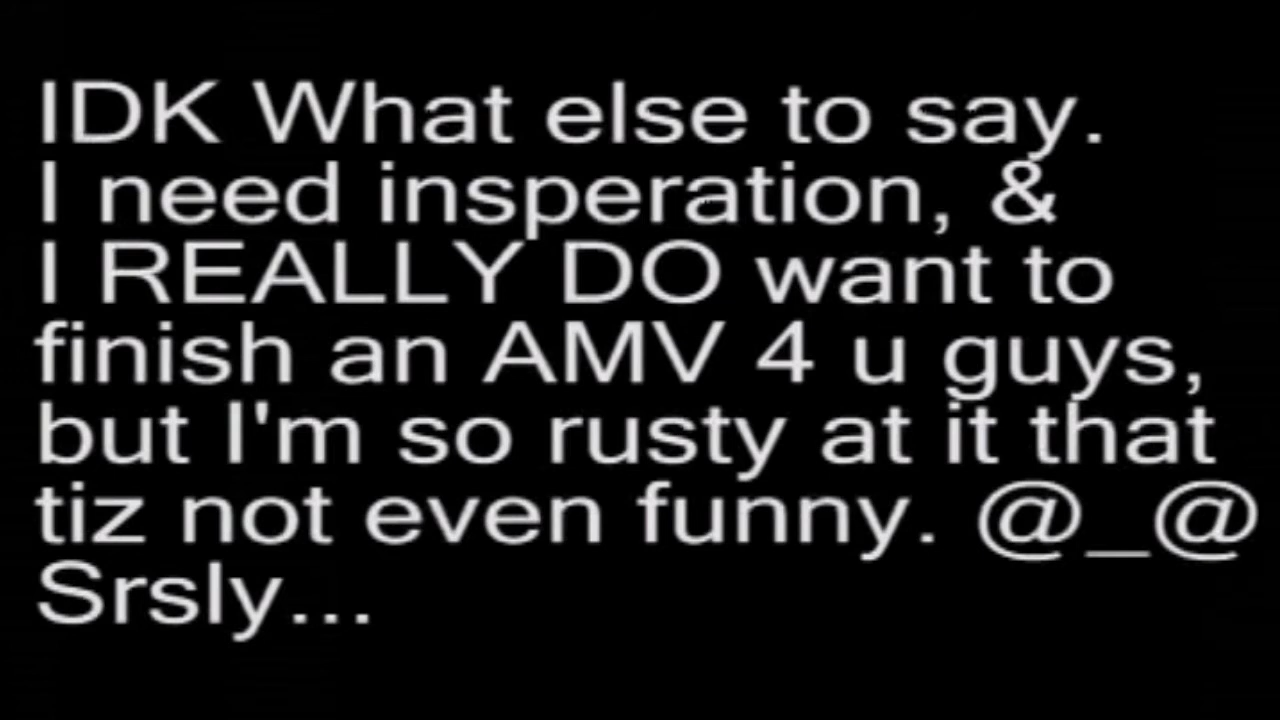 IDK What else to say.
I need insperation, &
I REALLY DO want to
finish an AMV 4 u guys,
but I'm so rusty at it that
tiz not even funny. @_@
Srsly...